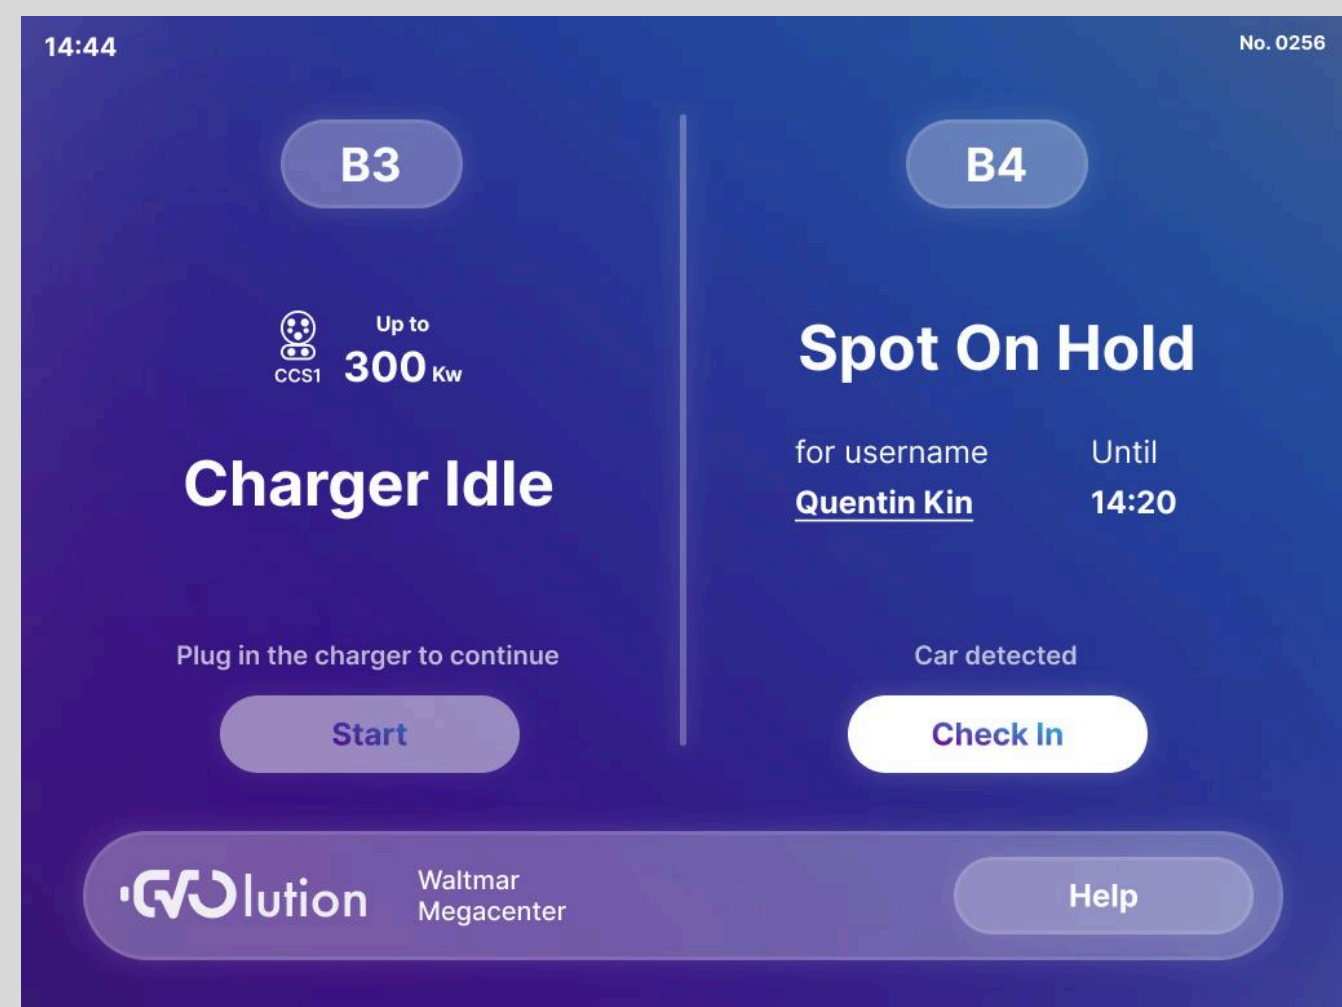 14:44
No. 0256
B3
CCS1
Up to
300 Kw
Charger Idle
Plug in the charger to continue
Start
B4
Spot On Hold
for username
Quentin Kin
Until
14:20
Car detected
Check In
EVOlution
Waltmar
Megacenter
Help